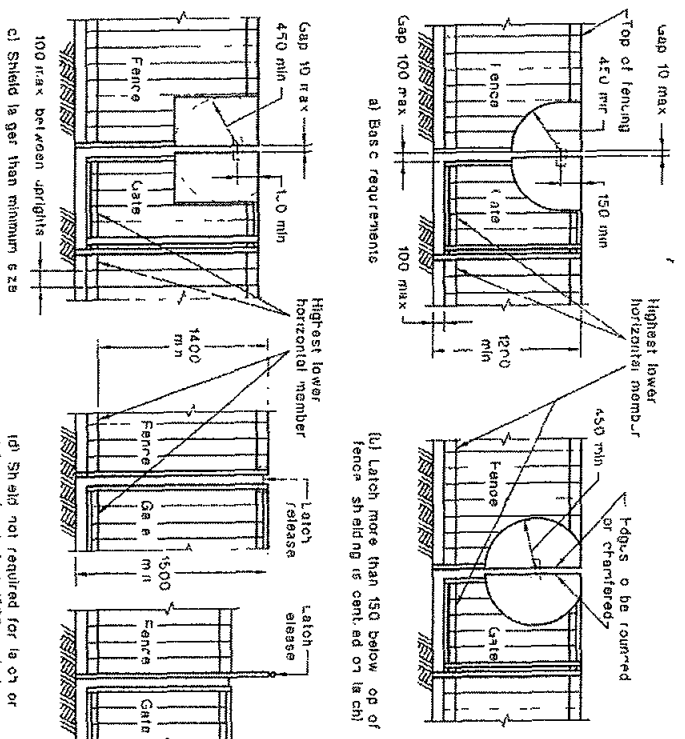 Gap 10 max
Top of fencing
450 min
Fence
Gate
150 min
Gap 100 max
100 max
1200
min
a) Basic requirements
Highest lower
horizontal member
450 min
Edges to be rounded
or chamfered
Fence
Gate
(b) Latch more than 150 below top of
fence shielding is centred on latch)
Gap 10 max
450 min
Fence
Gate
150 min
100 max between uprights
c) Shield larger than minimum size
Highest lower
horizontal member
1400
min
Fence
Gate
Latch
release
1500
min
Latch
release
Fence
Gate
(d) Shield not required for latch or